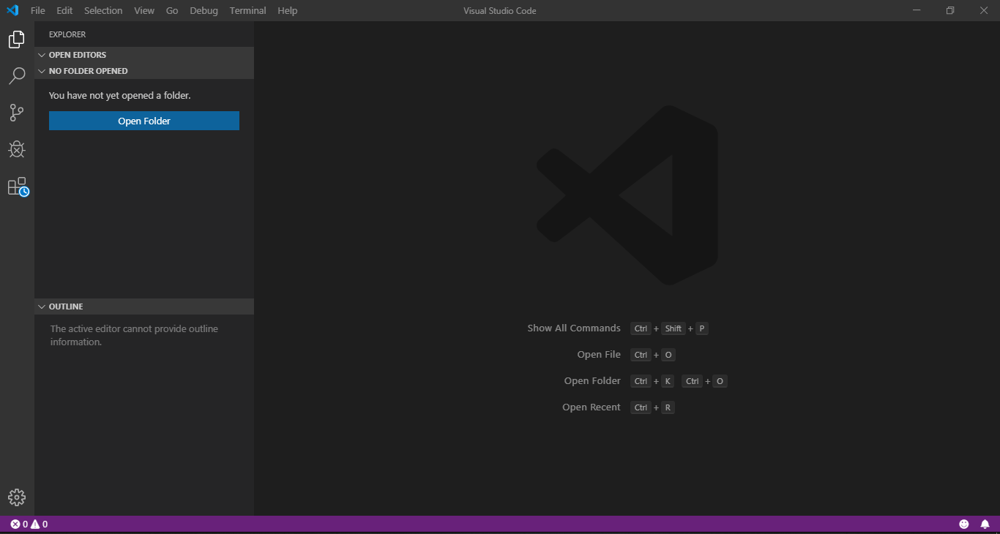 File Edit Selection View Go Debug Terminal Help Visual Studio Code
EXPLORER
OPEN EDITORS
NO FOLDER OPENED
You have not yet opened a folder.
Open Folder
OUTLINE
The active editor cannot provide outline
information.
Show All Commands Ctrl + Shift + P
Open File Ctrl + O
Open Folder Ctrl + K Ctrl + O
Open Recent Ctrl + R
0 0